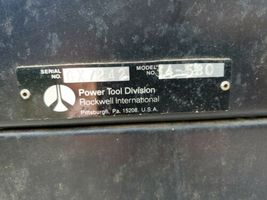 SERIAL NO. MODEL NO.
Power Tool Division
Rockwell International
Pittsburgh, Pa. 15208, U.S.A.